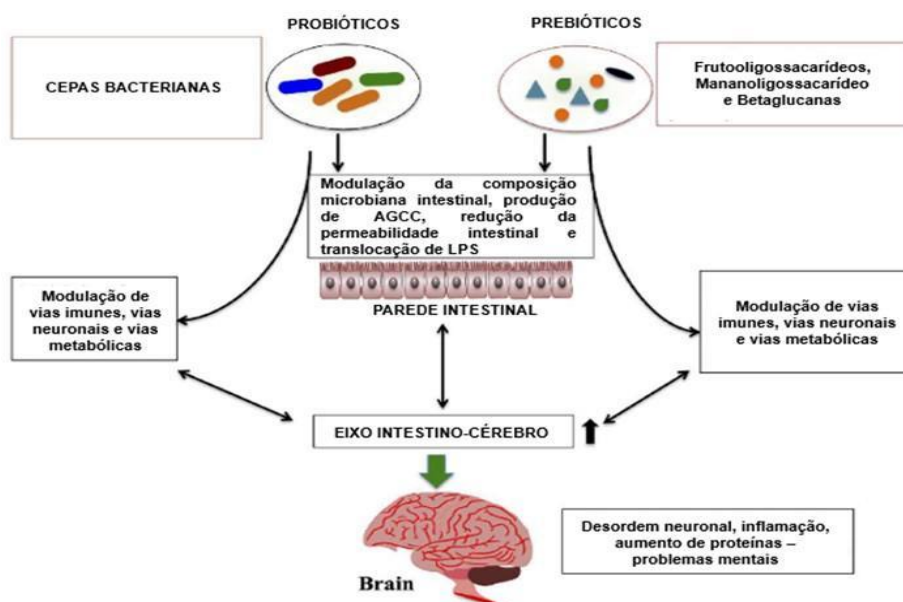 PROBIÓTICOS
PREBIÓTICOS
CEPAS BACTERIANAS
Frutooligossacarídeos,
Mananoligossacarídeo
e Betaglucanas
Modulação da composição
microbiana intestinal, produção
de AGCC, redução da
permeabilidade intestinal e
translocação de LPS
PAREDE INTESTINAL
Modulação de
vias imunes, vias
neuronais e vias
metabólicas
Modulação de vias
imunes, vias neuronais
e vias metabólicas
EIXO INTESTINO-CÉREBRO
Brain
Desordem neuronal, inflamação,
aumento de proteínas –
problemas mentais